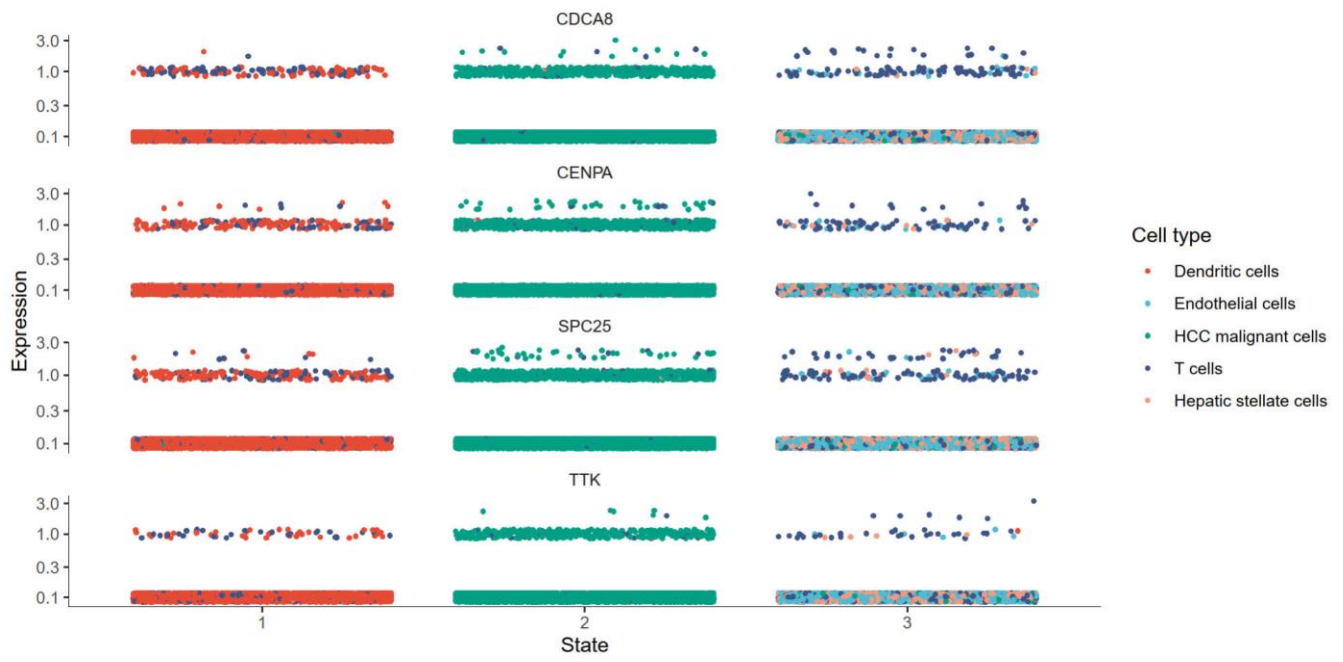 CDCA8
3.0
1.0
0.3
0.1
CENPA
3.0
1.0
0.3
0.1
SPC25
3.0
1.0
0.3
0.1
TTK
3.0
1.0
0.3
0.1
Expression
1
2
3
State
Cell type
Dendritic cells
Endothelial cells
HCC malignant cells
T cells
Hepatic stellate cells